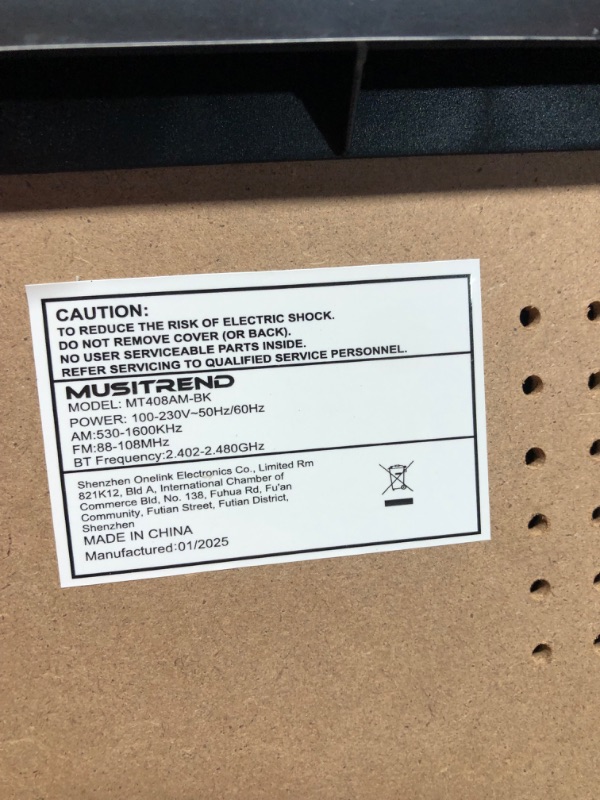 CAUTION:
TO REDUCE THE RISK OF ELECTRIC SHOCK.
DO NOT REMOVE COVER (OR BACK).
NO USER SERVICEABLE PARTS INSIDE.
REFER SERVICING TO QUALIFIED SERVICE PERSONNEL.
MUSITREND
MODEL: MT408AM-BK
POWER: 100-230V~50Hz/60Hz
AM:530-1600KHz
FM:88-108MHz
BT Frequency:2.402-2.480GHz
Shenzhen Onelink Electronics Co., Limited Rm
821K12, Bld A, International Chamber of
Commerce Bld, No. 138, Fuhua Rd, Fu'an
Community, Futian Street, Futian District,
Shenzhen
MADE IN CHINA
Manufactured:01/2025